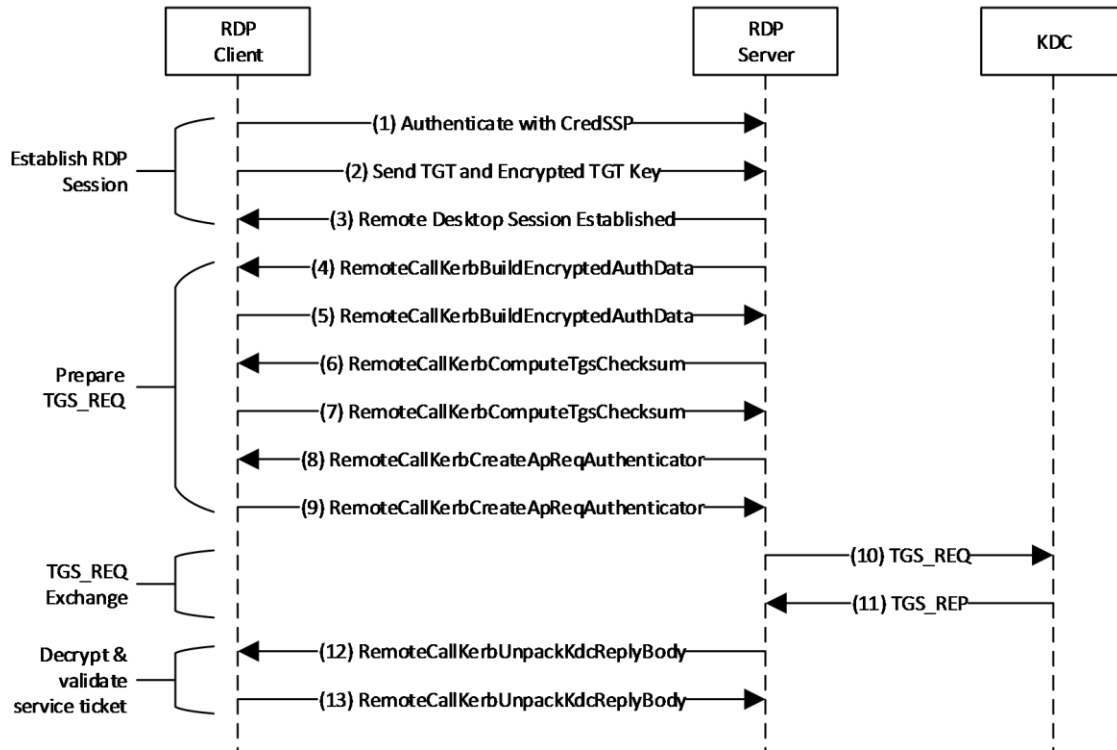 RDP
Client
RDP
Server
KDC
(1) Authenticate with CredSSP
Establish RDP
Session
(2) Send TGT and Encrypted TGT Key
(3) Remote Desktop Session Established
(4) RemoteCallKerbBuildEncryptedAuthData
(5) RemoteCallKerbBuildEncryptedAuthData
(6) RemoteCallKerbComputeTgsChecksum
Prepare
TGS_REQ
(7) RemoteCallKerbComputeTgsChecksum
(8) RemoteCallKerbCreateApReqAuthenticator
(9) RemoteCallKerbCreateApReqAuthenticator
(10) TGS_REQ
TGS_REQ
Exchange
(11) TGS_REP
(12) RemoteCallKerbUnpackKdcReplyBody
Decrypt &
validate
service ticket
(13) RemoteCallKerbUnpackKdcReplyBody